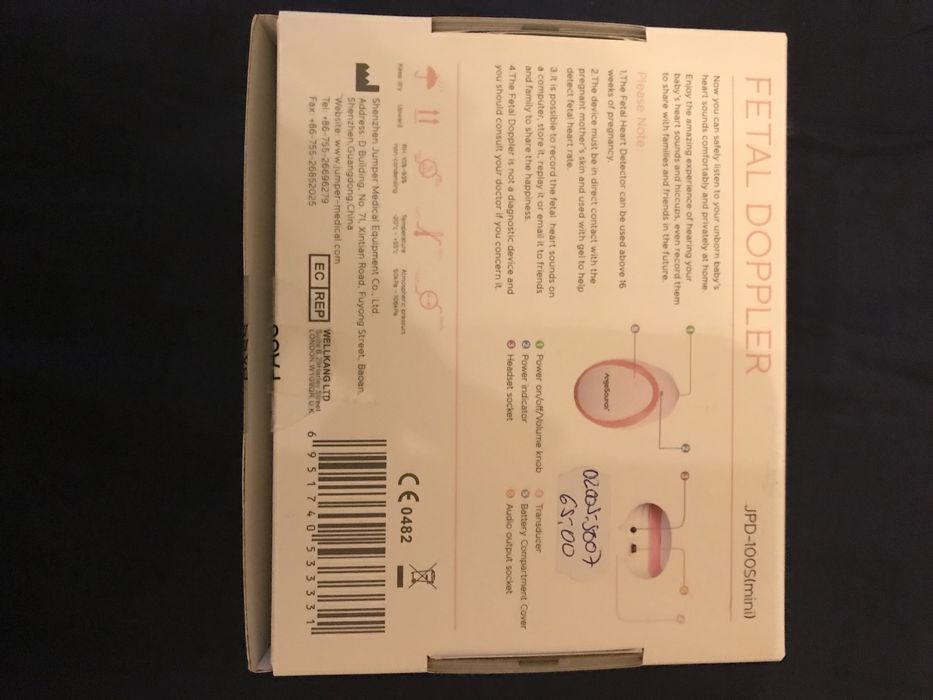 FETAL DOPPLER
JPD-100S(mini)
Now you can safely listen to your unborn baby's
heart sounds comfortably and privately at home.
Enjoy the amazing experience of hearing your
baby's heart sounds and hiccups, even record them
to share with families and friends in the future.
Please Note:
1.The Fetal Heart Detector can be used above 16
weeks of pregnancy.
2.The device must be in direct contact with the
pregnant mother's skin and used with gel to help
detect fetal heart rate.
3.It is possible to record the fetal heart sounds on
a computer, store it, replay it or email it to friends
and family to share the happiness.
4.The Fetal Doppler is not a diagnostic device and
you should consult your doctor if you concern it.
AngelSounds
1 Power on/off/Volume knob
2 Power indicator
3 Headset socket
Transducer
5 Battery Compartment Cover
Audio output socket
65,00
Keep dry
Upward
non-condensing
Temperature
Atmospheric pressure
Shenzhen Jumper Medical Equipment Co., Ltd.
Address: D Building, No. 71, Xintian Road, Fuyong Street, Baoan,
Shenzhen,Guangdong,China
Website: www.jumper-medical.com
Tel: +86-755-26696279
Fax: +86-755-26852025
EC REP
WELLKANG LTD
LONDON W1G9QR,U.K.
CE 0482
6 951740 533331